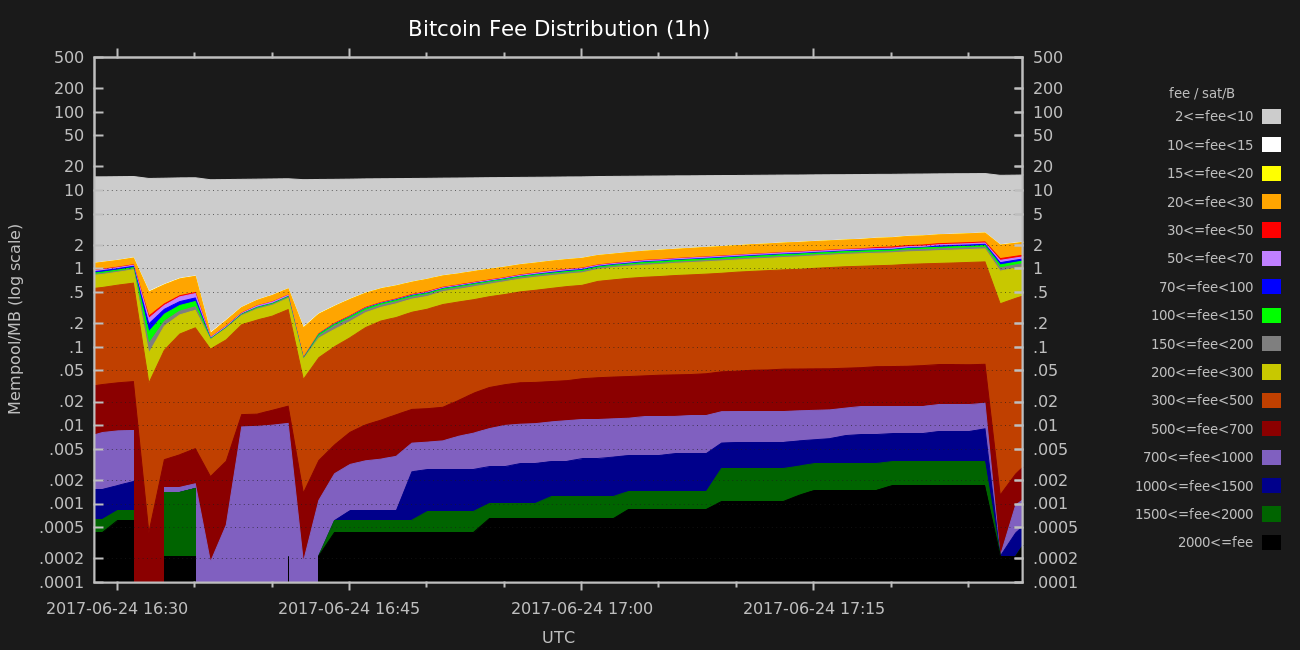 Bitcoin Fee Distribution (1h)
500 500
200 200
100 100
50 50
20 20
10 10
5 5
2 2
1 1
.5 .5
.2 .2
.1 .1
.05 .05
.02 .02
.01 .01
.005 .005
.002 .002
.001 .001
.0005 .0005
.0002 .0002
.0001 .0001
Mempool/MB (log scale)
2017-06-24 16:30 2017-06-24 16:45 2017-06-24 17:00 2017-06-24 17:15
UTC
fee / sat/B
2<=fee<10
10<=fee<15
15<=fee<20
20<=fee<30
30<=fee<50
50<=fee<70
70<=fee<100
100<=fee<150
150<=fee<200
200<=fee<300
300<=fee<500
500<=fee<700
700<=fee<1000
1000<=fee<1500
1500<=fee<2000
2000<=fee